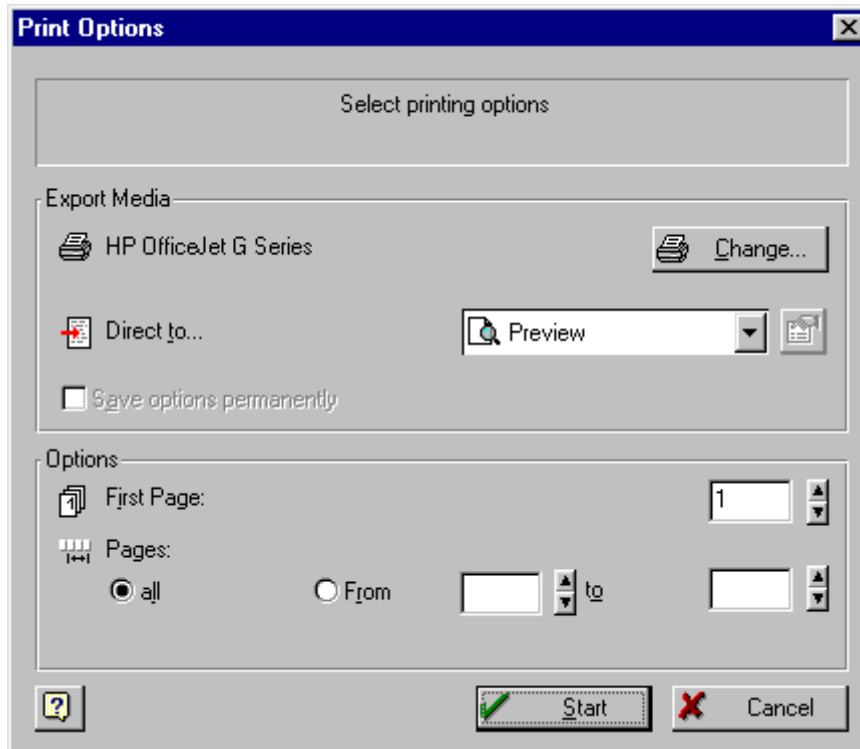 Print Options
Select printing options
Export Media
HP OfficeJet G Series
Change...
Direct to...
Preview
Save options permanently
Options
First Page:
1
Pages:
all
From
to
Start
Cancel